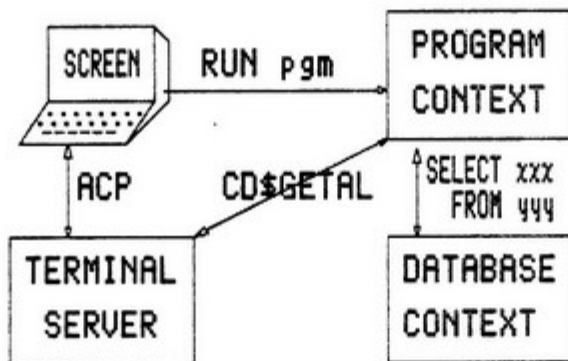 SCREEN
RUN pgm
PROGRAM
CONTEXT
ACP
CD$GETAL
SELECT xxx
FROM yyy
TERMINAL
SERVER
DATABASE
CONTEXT